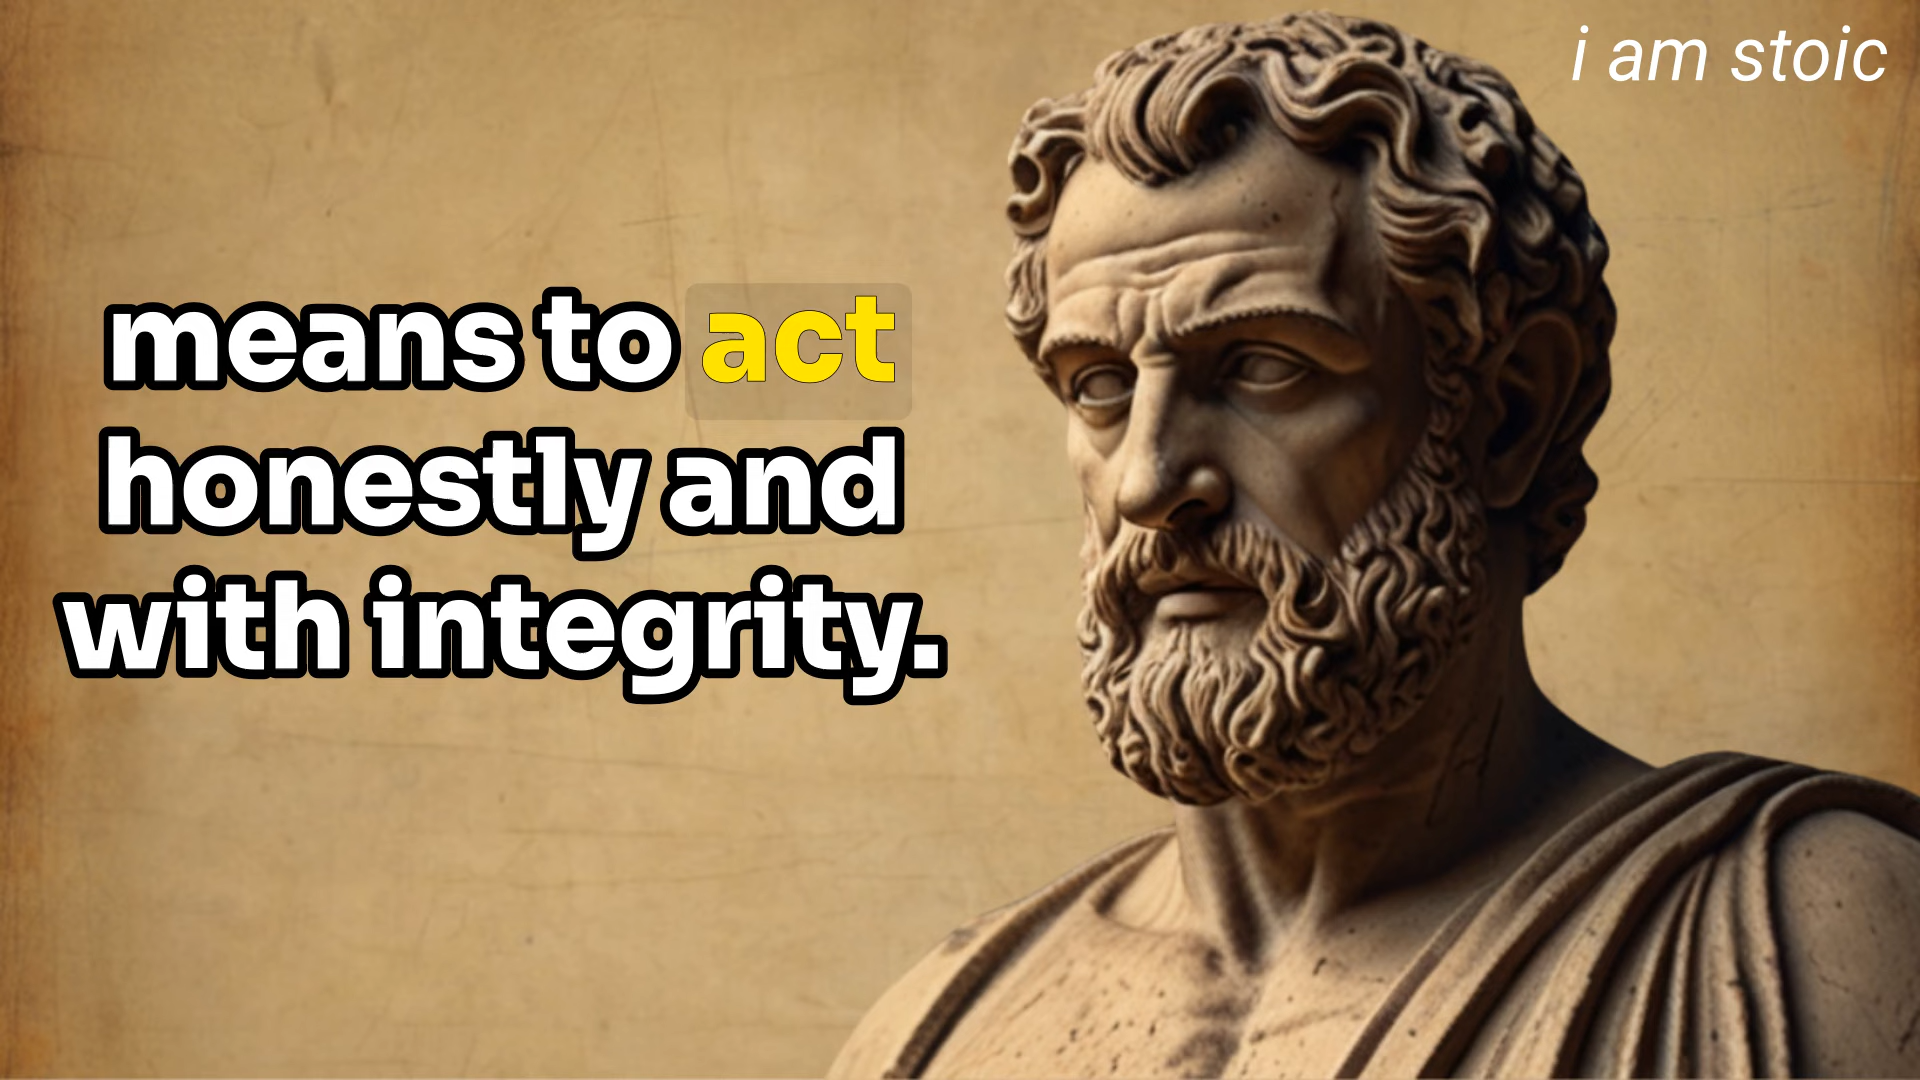 i am stoic
means to act
honestly and
with integrity.